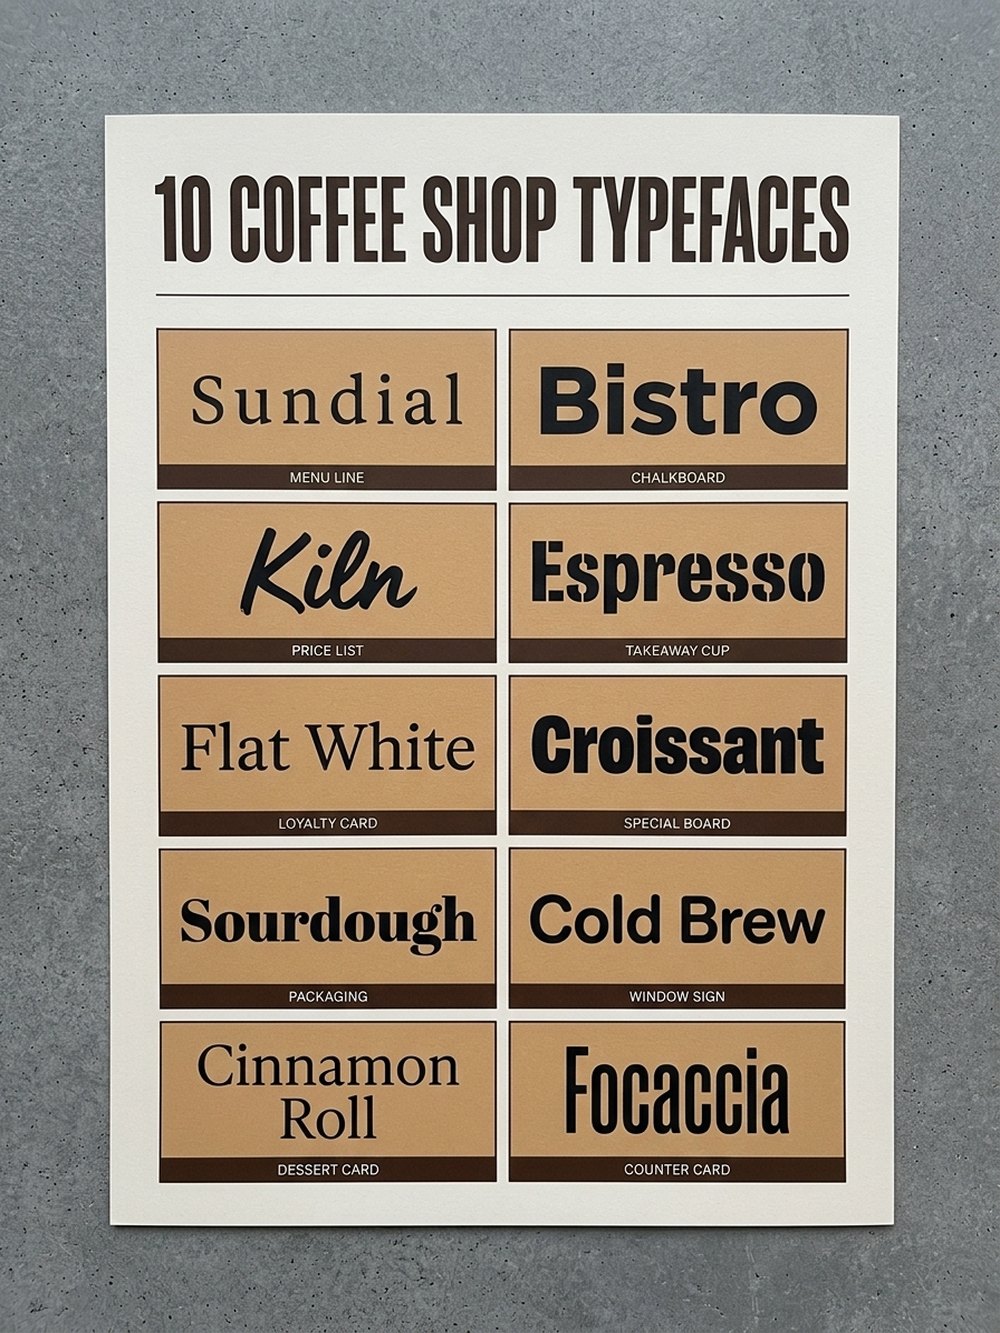 10 COFFEE SHOP TYPEFACES
Sundial
MENU LINE
Bistro
CHALKBOARD
Kiln
PRICE LIST
Espresso
TAKEAWAY CUP
Flat White
LOYALTY CARD
Croissant
SPECIAL BOARD
Sourdough
PACKAGING
Cold Brew
WINDOW SIGN
Cinnamon
Roll
DESSERT CARD
Focaccia
COUNTER CARD